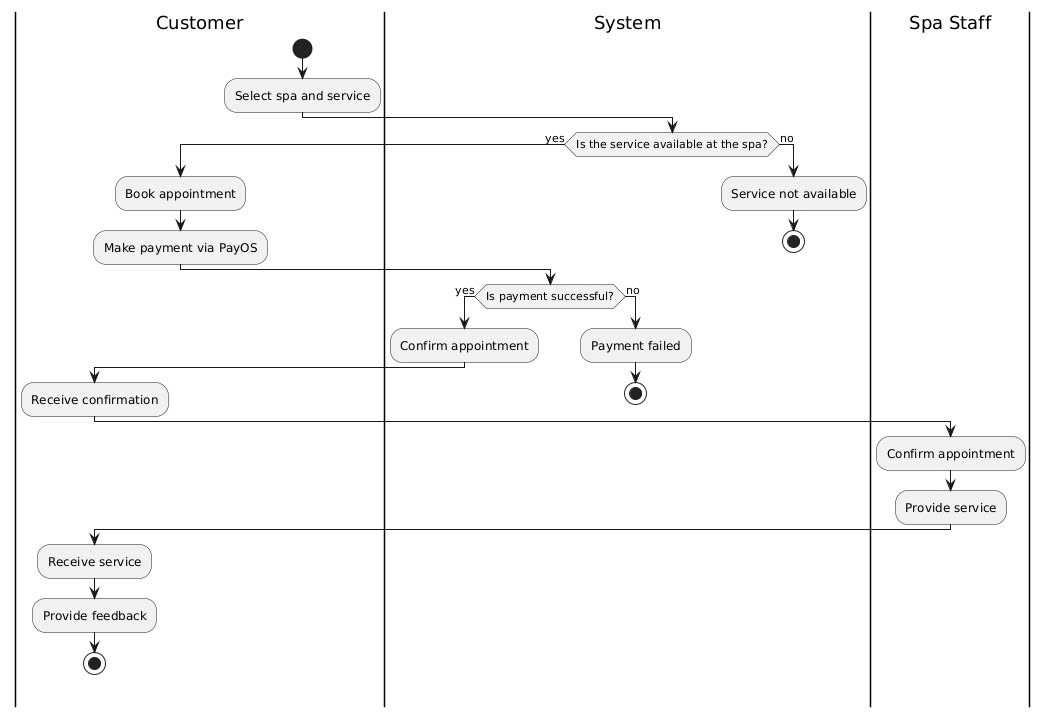 Customer
System
Spa Staff
Select spa and service
yes
Is the service available at the spa?
no
Book appointment
Service not available
Make payment via PayOS
yes
Is payment successful?
no
Confirm appointment
Payment failed
Receive confirmation
Confirm appointment
Provide service
Receive service
Provide feedback